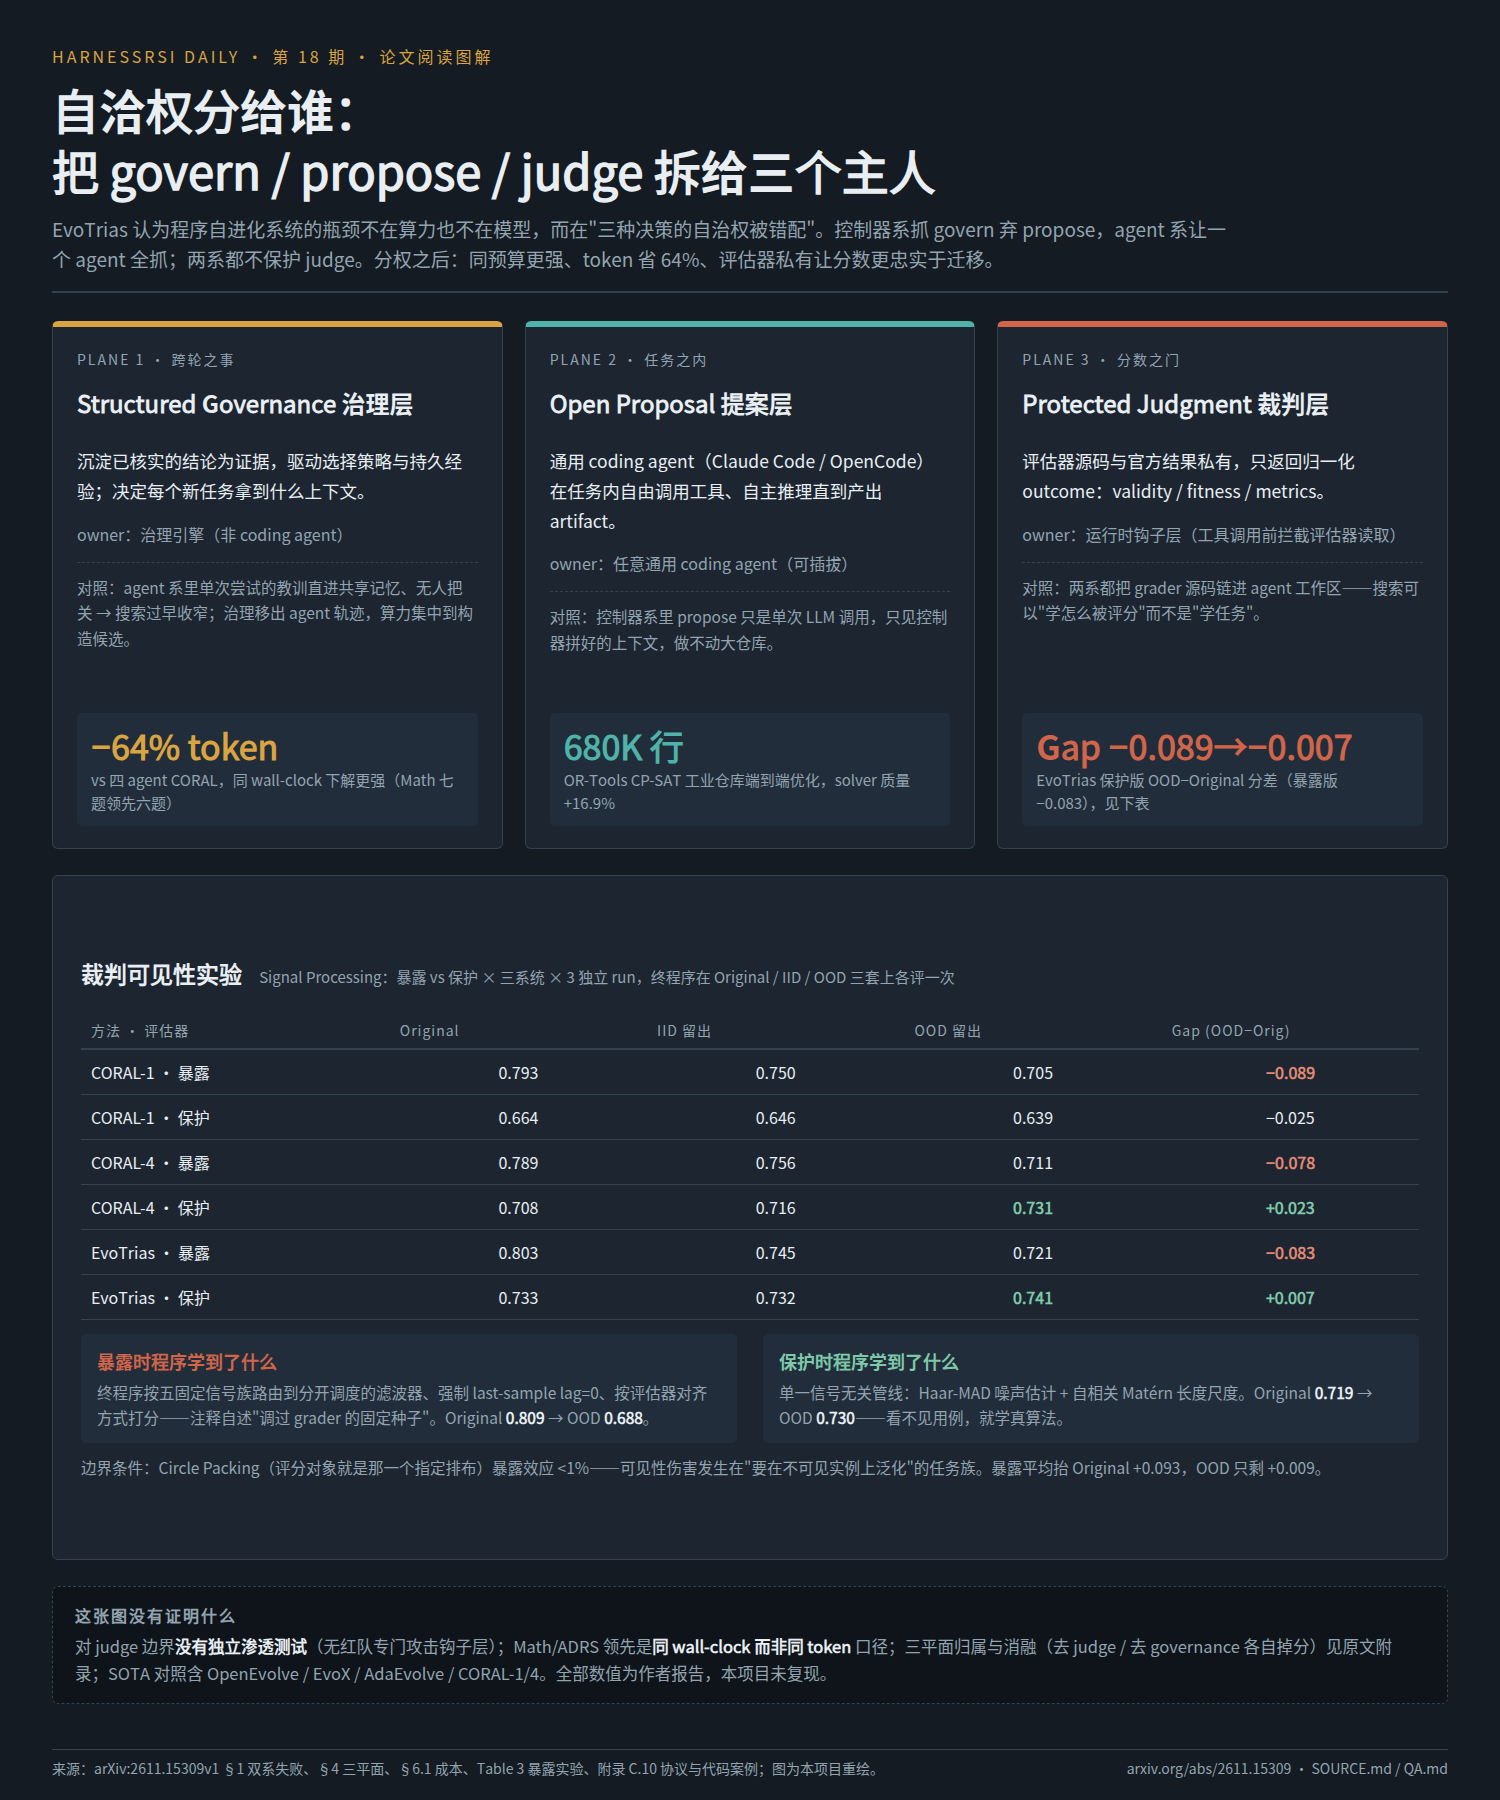 HARNESSRSI DAILY · 第 18 期 · 论文阅读图解
自治权分给谁：
把 govern / propose / judge 拆给三个主人
EvoTrias 认为程序自进化系统的瓶颈不在算力也不在模型，而在"三种决策的自治权被错配"。控制器系抓 govern 弃 propose，agent 系让一
个 agent 全抓；两系都不保护 judge。分权之后：同预算更强、token 省 64%、评估器私有让分数更忠实于迁移。
PLANE 1 · 跨轮之事
Structured Governance 治理层
沉淀已核实的结论为证据，驱动选择策略与持久经
验；决定每个新任务拿到什么上下文。
owner：治理引擎（非 coding agent）
对照：agent 系里单次尝试的教训直进共享记忆、无人把
关 → 搜索过早收窄；治理移出 agent 轨迹，算力集中到构
造候选。
−64% token
vs 四 agent CORAL，同 wall-clock 下解更强（Math 七
题领先六题）
PLANE 2 · 任务之内
Open Proposal 提案层
通用 coding agent（Claude Code / OpenCode）
在任务内自由调用工具、自主推理直到产出
artifact。
owner：任意通用 coding agent（可插拔）
对照：控制器系里 propose 只是单次 LLM 调用，只见控制
器拼好的上下文，做不动大仓库。
680K 行
OR-Tools CP-SAT 工业仓库端到端优化，solver 质量
+16.9%
PLANE 3 · 分数之门
Protected Judgment 裁判层
评估器源码与官方结果私有，只返回归一化
outcome：validity / fitness / metrics。
owner：运行时钩子层（工具调用前拦截评估器读取）
对照：两系都把 grader 源码链进 agent 工作区——搜索可
以"学怎么被评分"而不是"学任务"。
Gap −0.089→−0.007
EvoTrias 保护版 OOD−Original 分差（暴露版
−0.083），见下表
裁判可见性实验 Signal Processing：暴露 vs 保护 × 三系统 × 3 独立 run，终程序在 Original / IID / OOD 三套上各评一次
方法 · 评估器 Original IID 留出 OOD 留出 Gap (OOD−Orig)
CORAL-1 · 暴露 0.793 0.750 0.705 −0.089
CORAL-1 · 保护 0.664 0.646 0.639 −0.025
CORAL-4 · 暴露 0.789 0.756 0.711 −0.078
CORAL-4 · 保护 0.708 0.716 0.731 +0.023
EvoTrias · 暴露 0.803 0.745 0.721 −0.083
EvoTrias · 保护 0.733 0.732 0.741 +0.007
暴露时程序学到了什么
终程序按五固定信号族路由到分开调度的滤波器、强制 last-sample lag=0、按评估器对齐
方式打分——注释自述"调过 grader 的固定种子"。Original 0.809 → OOD 0.688。
保护时程序学到了什么
单一信号无关管线：Haar-MAD 噪声估计 + 自相关 Matérn 长度尺度。Original 0.719 →
OOD 0.730——看不见用例，就学真算法。
边界条件：Circle Packing（评分对象就是那一个指定排布）暴露效应 <1%——可见性伤害发生在"要在不可见实例上泛化"的任务族。暴露平均抬 Original +0.093，OOD 只剩 +0.009。
这张图没有证明什么
对 judge 边界没有独立渗透测试（无红队专门攻击钩子层）；Math/ADRS 领先是同 wall-clock 而非同 token 口径；三平面归属与消融（去 judge / 去 governance 各自掉分）见原文附
录；SOTA 对照含 OpenEvolve / EvoX / AdaEvolve / CORAL-1/4。全部数值为作者报告，本项目未复现。
来源：arXiv:2611.15309v1 §1 双系失败、§4 三平面、§6.1 成本、Table 3 暴露实验、附录 C.10 协议与代码案例；图为本项目重绘。
arxiv.org/abs/2611.15309 · SOURCE.md / QA.md